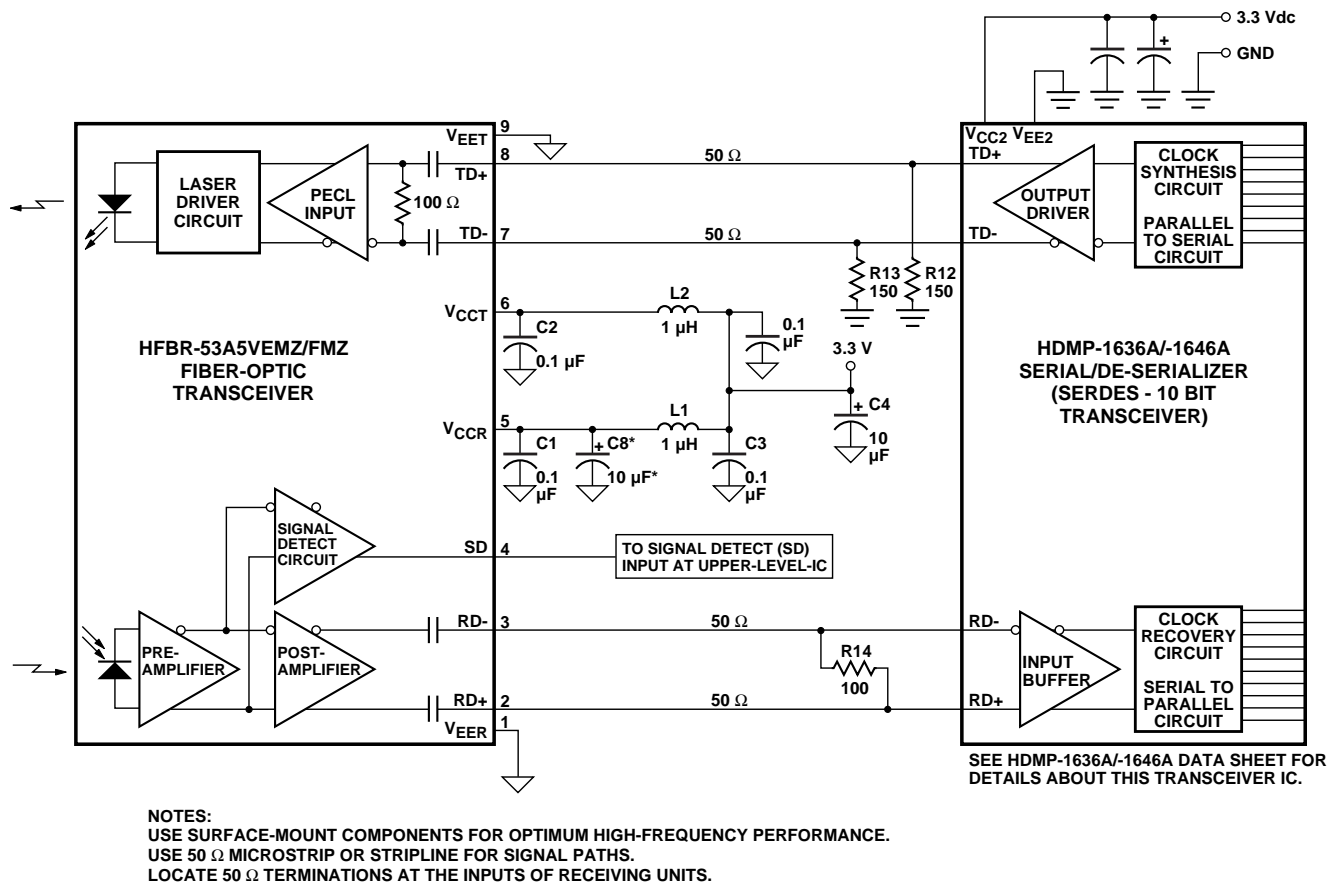 3.3 Vdc
GND
VEET
9
8
TD+
50 Ω
VCC2 VEE2
TD+
CLOCK
SYNTHESIS
CIRCUIT
LASER
DRIVER
CIRCUIT
PECL
INPUT
100 Ω
OUTPUT
DRIVER
TD-
7
50 Ω
TD-
PARALLEL
TO SERIAL
CIRCUIT
R13
150
R12
150
VCCT
6
C2
0.1 µF
L2
1 µH
0.1
µF
3.3 V
HFBR-53A5VEMZ/FMZ
FIBER-OPTIC
TRANSCEIVER
HDMP-1636A/-1646A
SERIAL/DE-SERIALIZER
(SERDES - 10 BIT
TRANSCEIVER)
VCCR
5
C1
0.1
µF
+ C8*
10 µF*
L1
1 µH
C3
0.1
µF
+ C4
10
µF
+
SIGNAL
DETECT
CIRCUIT
SD
4
TO SIGNAL DETECT (SD)
INPUT AT UPPER-LEVEL-IC
PRE-
AMPLIFIER
POST-
AMPLIFIER
RD-
3
50 Ω
RD-
R14
100
INPUT
BUFFER
CLOCK
RECOVERY
CIRCUIT
SERIAL TO
PARALLEL
CIRCUIT
RD+
2
50 Ω
RD+
1
VEER
SEE HDMP-1636A/-1646A DATA SHEET FOR
DETAILS ABOUT THIS TRANSCEIVER IC.
NOTES:
USE SURFACE-MOUNT COMPONENTS FOR OPTIMUM HIGH-FREQUENCY PERFORMANCE.
USE 50 Ω MICROSTRIP OR STRIPLINE FOR SIGNAL PATHS.
LOCATE 50 Ω TERMINATIONS AT THE INPUTS OF RECEIVING UNITS.